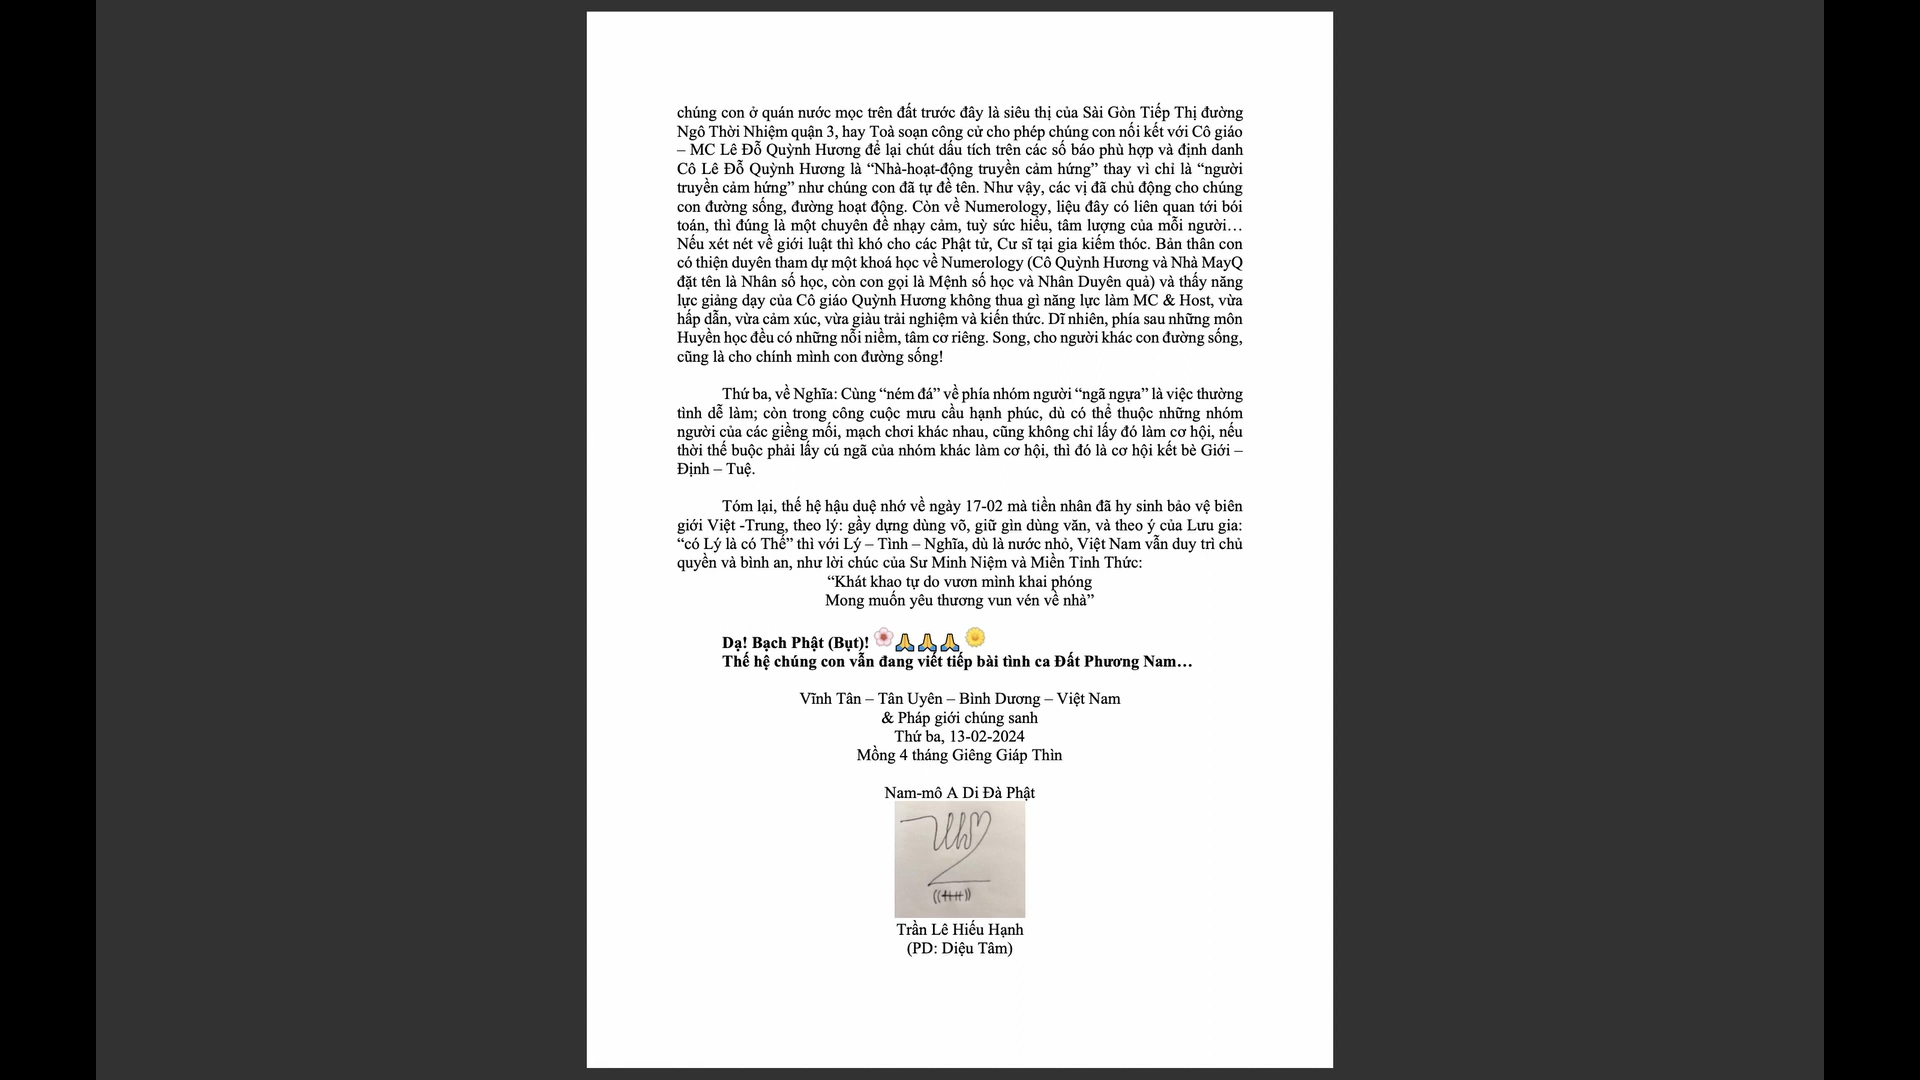 chúng con ở quán nước mọc trên đất trước đây là siêu thị của Sài Gòn Tiếp Thị đường
Ngô Thời Nhiệm quận 3, hay Toà soạn công cử cho phép chúng con nối kết với Cô giáo
– MC Lê Đỗ Quỳnh Hương để lại chút dấu tích trên các số báo phù hợp và định danh
Cô Lê Đỗ Quỳnh Hương là “Nhà-hoạt-động truyền cảm hứng” thay vì chỉ là “người
truyền cảm hứng” như chúng con đã tự đề tên. Như vậy, các vị đã chủ động cho chúng
con đường sống, đường hoạt động. Còn về Numerology, liệu đây có liên quan tới bói
toán, thì đúng là một chuyên đề nhạy cảm, tuỳ sức hiểu, tâm lượng của mỗi người…
Nếu xét nét về giới luật thì khó cho các Phật tử, Cư sĩ tại gia kiếm thóc. Bản thân con
có thiện duyên tham dự một khoá học về Numerology (Cô Quỳnh Hương và Nhà MayQ
đặt tên là Nhân số học, còn con gọi là Mệnh số học và Nhân Duyên quả) và thấy năng
lực giảng dạy của Cô giáo Quỳnh Hương không thua gì năng lực làm MC & Host, vừa
hấp dẫn, vừa cảm xúc, vừa giàu trải nghiệm và kiến thức. Dĩ nhiên, phía sau những môn
Huyền học đều có những nỗi niềm, tâm cơ riêng. Song, cho người khác con đường sống,
cũng là cho chính mình con đường sống!
Thứ ba, về Nghĩa: Cùng “ném đá” về phía nhóm người “ngã ngựa” là việc thường
tình dễ làm; còn trong công cuộc mưu cầu hạnh phúc, dù có thể thuộc những nhóm
người của các giềng mối, mạch chơi khác nhau, cũng không chỉ lấy đó làm cơ hội, nếu
thời thế buộc phải lấy cú ngã của nhóm khác làm cơ hội, thì đó là cơ hội kết bè Giới –
Định – Tuệ.
Tóm lại, thế hệ hậu duệ nhớ về ngày 17-02 mà tiền nhân đã hy sinh bảo vệ biên
giới Việt -Trung, theo lý: gầy dựng dùng võ, giữ gìn dùng văn, và theo ý của Lưu gia:
“có Lý là có Thế” thì với Lý – Tình – Nghĩa, dù là nước nhỏ, Việt Nam vẫn duy trì chủ
quyền và bình an, như lời chúc của Sư Minh Niệm và Miền Tỉnh Thức:
“Khát khao tự do vươn mình khai phóng
Mong muốn yêu thương vun vén về nhà”
Dạ! Bạch Phật (Bụt)! 🌸🙏🙏🙏🌼
Thế hệ chúng con vẫn đang viết tiếp bài tình ca Đất Phương Nam…
Vĩnh Tân – Tân Uyên – Bình Dương – Việt Nam
& Pháp giới chúng sanh
Thứ ba, 13-02-2024
Mồng 4 tháng Giêng Giáp Thìn
Nam-mô A Di Đà Phật
Trần Lê Hiếu Hạnh
(PD: Diệu Tâm)